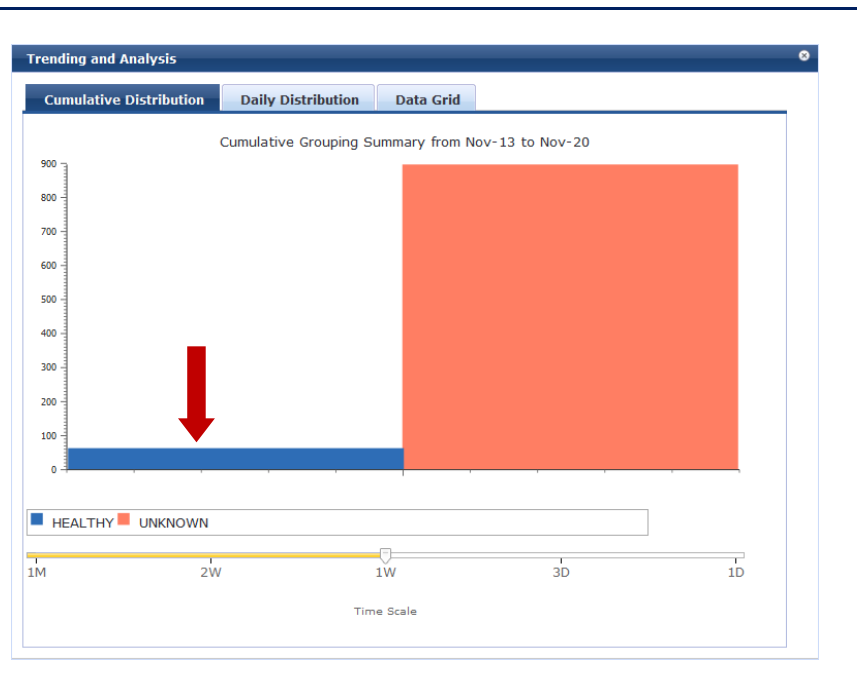 Trending and Analysis
Cumulative Distribution Daily Distribution Data Grid
Cumulative Grouping Summary from Nov-13 to Nov-20
900
800
700
600
500
400
300
200
100
0
HEALTHY UNKNOWN
1M 2W 1W 3D 1D
Time Scale